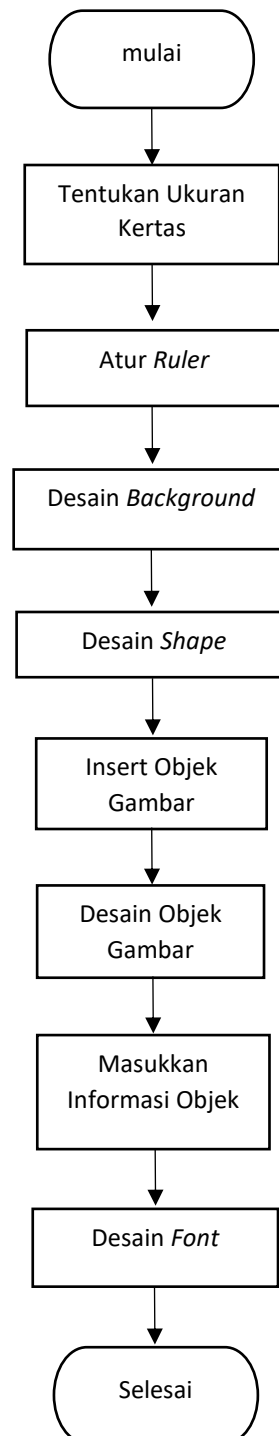 mulai
Tentukan Ukuran
Kertas
Atur Ruler
Desain Background
Desain Shape
Insert Objek
Gambar
Desain Objek
Gambar
Masukkan
Informasi Objek
Desain Font
Selesai